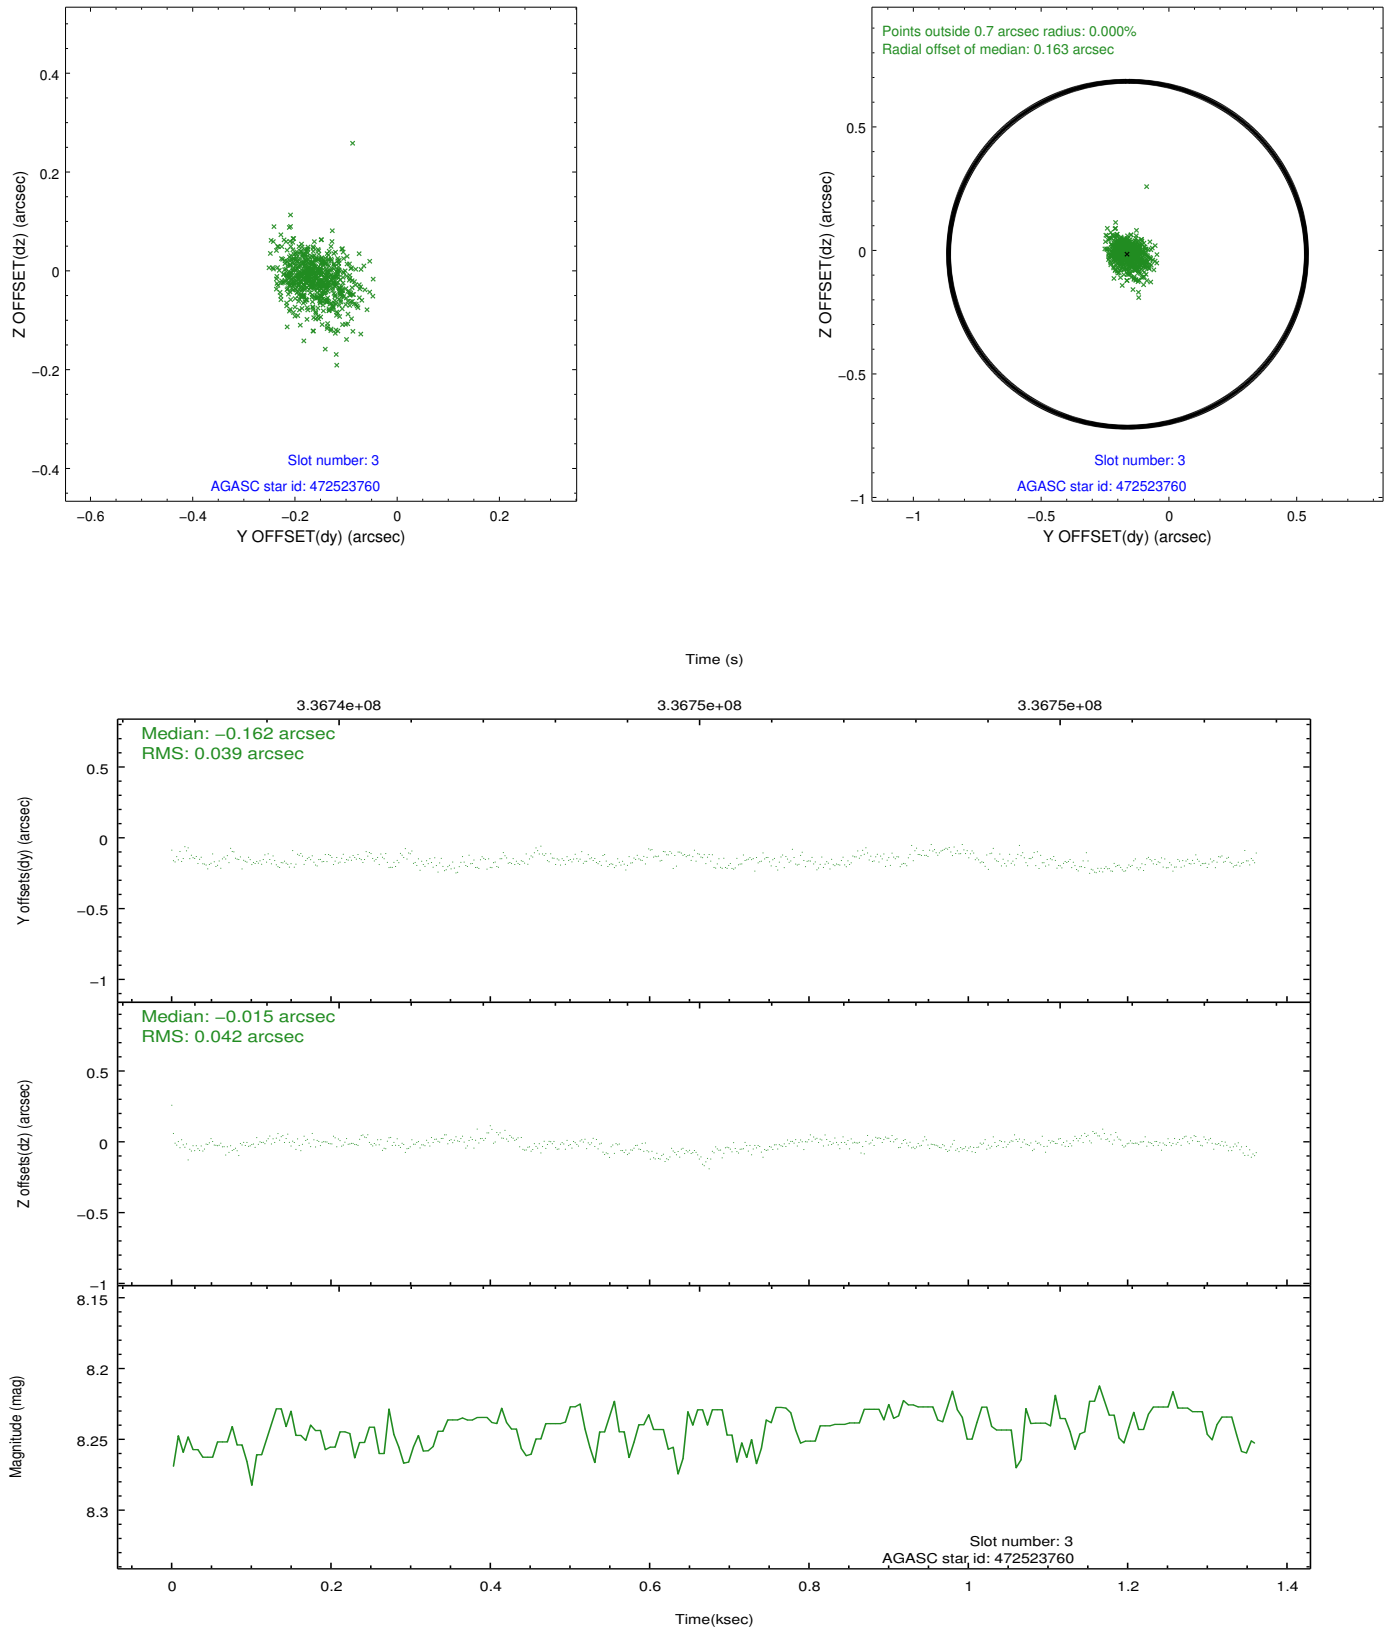 Points outside 0.7 arcsec radius: 0.000%
Radial offset of median: 0.163 arcsec
0.4
0.2
0
−0.2
−0.4
Z OFFSET(dz) (arcsec)
Slot number: 3
AGASC star id: 472523760
−0.6 −0.4 −0.2 0 0.2
Y OFFSET(dy) (arcsec)
0.5
0
−0.5
−1
Z OFFSET(dz) (arcsec)
Slot number: 3
AGASC star id: 472523760
−1 −0.5 0 0.5
Y OFFSET(dy) (arcsec)
Time (s)
3.3674e+08 3.3675e+08 3.3675e+08
Median: −0.162 arcsec
RMS: 0.039 arcsec
0.5
0
−0.5
−1
Y offsets(dy) (arcsec)
Median: −0.015 arcsec
RMS: 0.042 arcsec
0.5
0
−0.5
−1
Z offsets(dz) (arcsec)
8.15
8.2
8.25
8.3
Magnitude (mag)
Slot number: 3
AGASC star id: 472523760
0 0.2 0.4 0.6 0.8 1 1.2 1.4
Time(ksec)